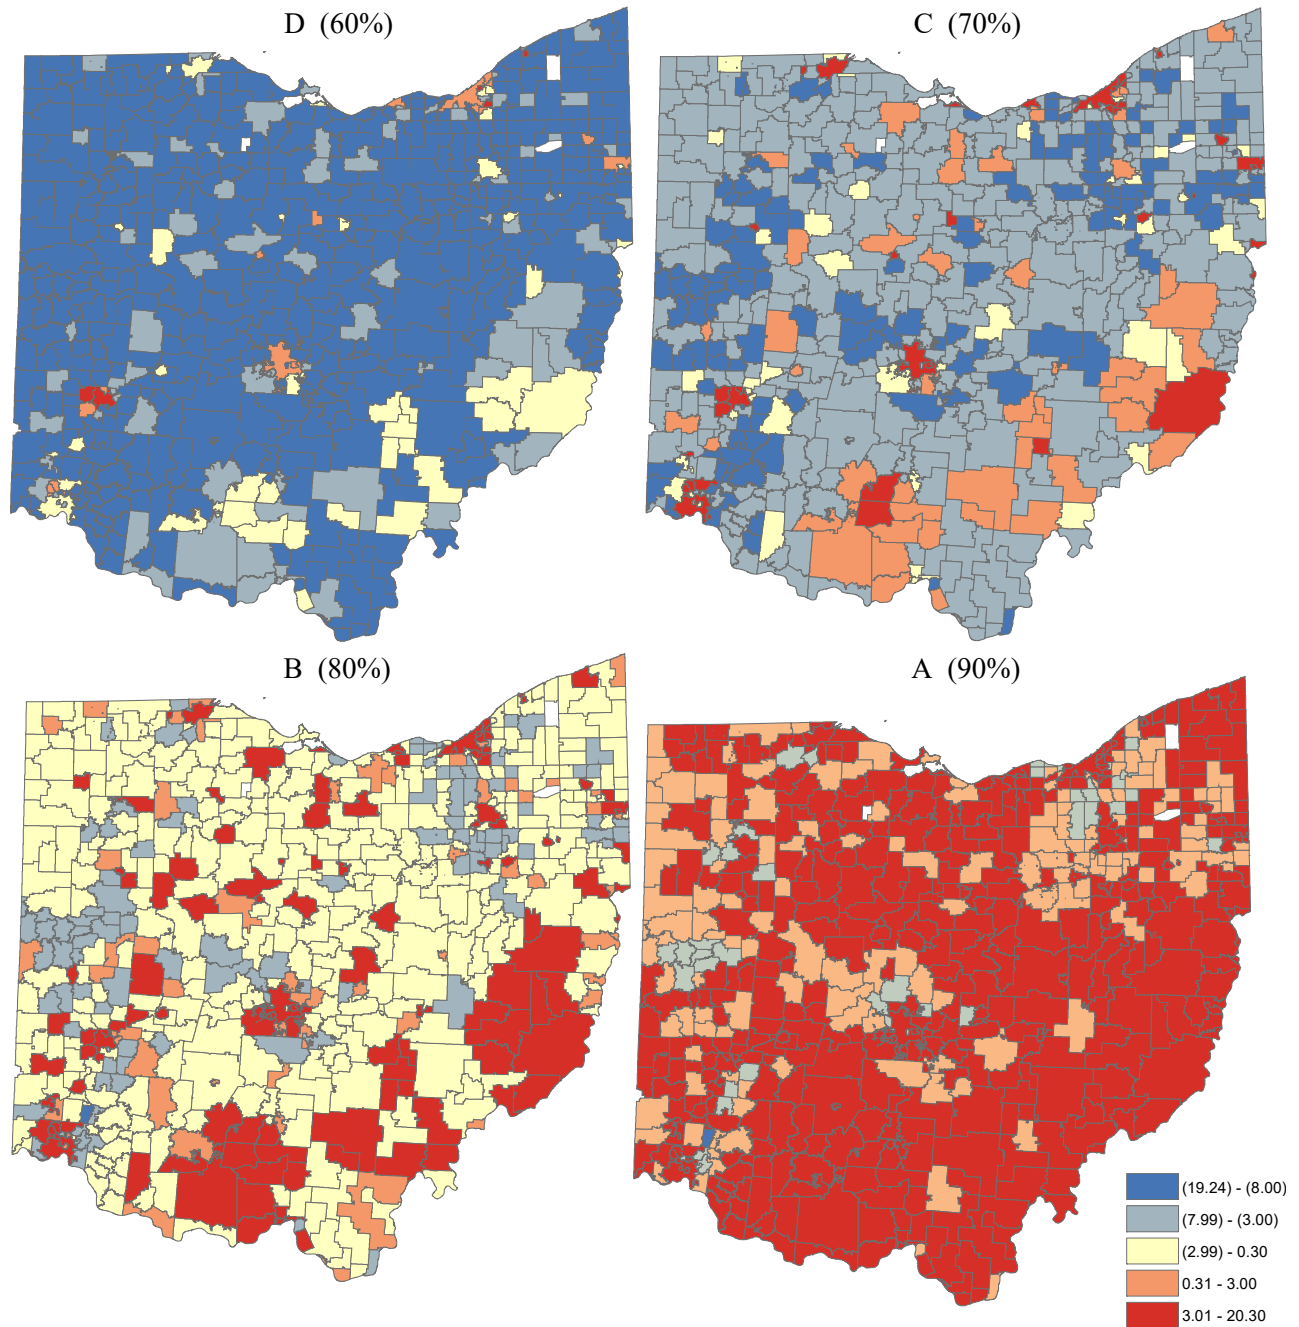 D (60%)
C (70%)
B (80%)
A (90%)
(19.24) - (8.00)
(7.99) - (3.00)
(2.99) - 0.30
0.31 - 3.00
3.01 - 20.30